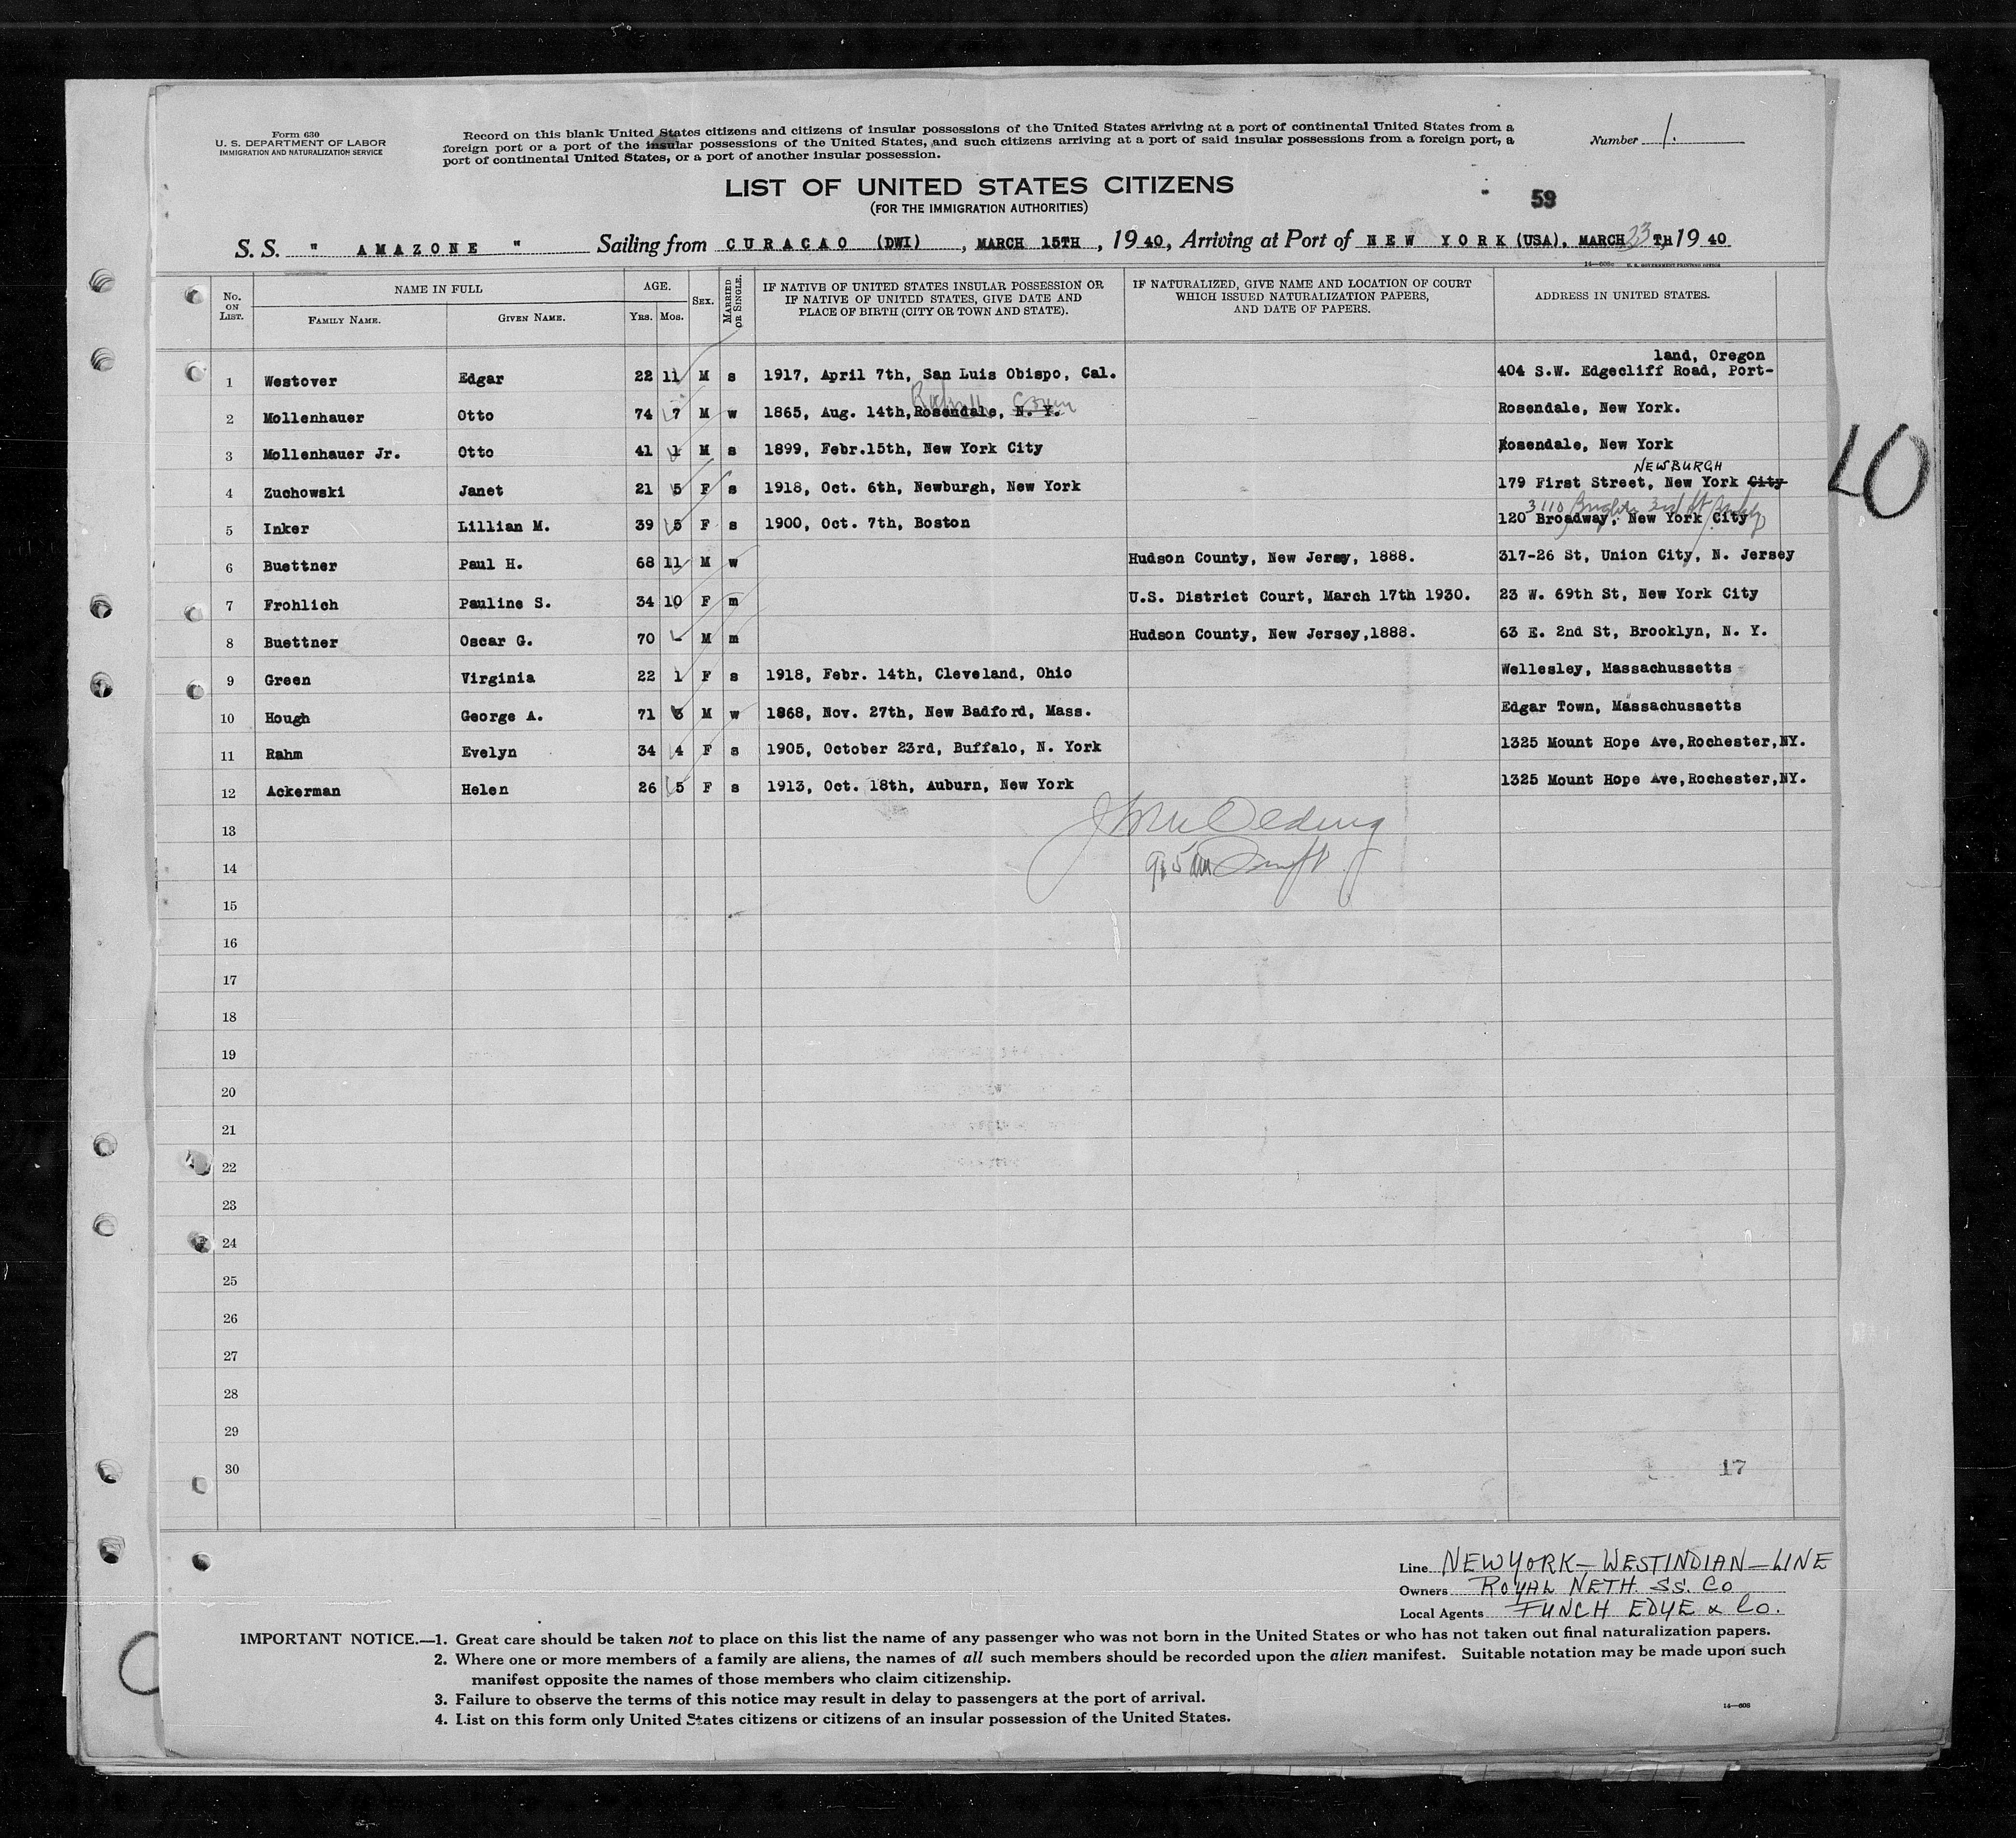 Form 630
U. S. DEPARTMENT OF LABOR
IMMIGRATION AND NATURALIZATION SERVICE
Record on this blank United States citizens and citizens of insular possessions of the United States arriving at a port of continental United States from a
foreign port or a port of the insular possessions of the United States, and such citizens arriving at a port of said insular possessions from a foreign port, a
port of continental United States, or a port of another insular possession.
Number 1.
LIST OF UNITED STATES CITIZENS
(FOR THE IMMIGRATION AUTHORITIES)
59
S. S. " AMAZONE " Sailing from CURACAO (DWI), MARCH 15TH, 1940, Arriving at Port of NEW YORK (USA), MARCH 23 TH, 1940
14—608c U. S. GOVERNMENT PRINTING OFFICE
No. ON LIST.
NAME IN FULL
FAMILY NAME.
GIVEN NAME.
AGE.
YRS. MOS.
SEX.
MARRIED OR SINGLE.
IF NATIVE OF UNITED STATES INSULAR POSSESSION OR
IF NATIVE OF UNITED STATES, GIVE DATE AND
PLACE OF BIRTH (CITY OR TOWN AND STATE).
IF NATURALIZED, GIVE NAME AND LOCATION OF COURT
WHICH ISSUED NATURALIZATION PAPERS,
AND DATE OF PAPERS.
ADDRESS IN UNITED STATES.
land, Oregon
1 Westover Edgar 22 11 M s 1917, April 7th, San Luis Obispo, Cal. 404 S.W. Edgecliff Road, Port-
2 Mollenhauer Otto 74 7 M w 1865, Aug. 14th, Rosendale, N. Y. Rosendale, New York.
3 Mollenhauer Jr. Otto 41 1 M s 1899, Febr.15th, New York City Rosendale, New York
NEWBURGH
4 Zuchowski Janet 21 5 F s 1918, Oct. 6th, Newburgh, New York 179 First Street, New York City
3110 Brighton 3rd St
5 Inker Lillian M. 39 5 F s 1900, Oct. 7th, Boston 120 Broadway, New York City
6 Buettner Paul H. 68 11 M w Hudson County, New Jersy, 1888. 317-26 St, Union City, N. Jersey
7 Frohlich Pauline S. 34 10 F m U.S. District Court, March 17th 1930. 23 W. 69th St, New York City
8 Buettner Oscar G. 70 - M m Hudson County, New Jersey,1888. 63 E. 2nd St, Brooklyn, N. Y.
9 Green Virginia 22 1 F s 1918, Febr. 14th, Cleveland, Ohio Wellesley, Massachussetts
10 Hough George A. 71 3 M w 1868, Nov. 27th, New Badford, Mass. Edgar Town, Massachussetts
11 Rahm Evelyn 34 4 F s 1905, October 23rd, Buffalo, N. York 1325 Mount Hope Ave,Rochester,NY.
12 Ackerman Helen 26 5 F s 1913, Oct. 18th, Auburn, New York 1325 Mount Hope Ave,Rochester,NY.
13
14
15
16
17
18
19
20
21
22
23
24
25
26
27
28
29
30
17
10
Line NEW YORK—WESTINDIAN—LINE
Owners ROYAL NETH. SS. CO
Local Agents FUNCH EDYE & Co.
IMPORTANT NOTICE.—1. Great care should be taken not to place on this list the name of any passenger who was not born in the United States or who has not taken out final naturalization papers.
2. Where one or more members of a family are aliens, the names of all such members should be recorded upon the alien manifest. Suitable notation may be made upon such
manifest opposite the names of those members who claim citizenship.
3. Failure to observe the terms of this notice may result in delay to passengers at the port of arrival.
4. List on this form only United States citizens or citizens of an insular possession of the United States.
14—608